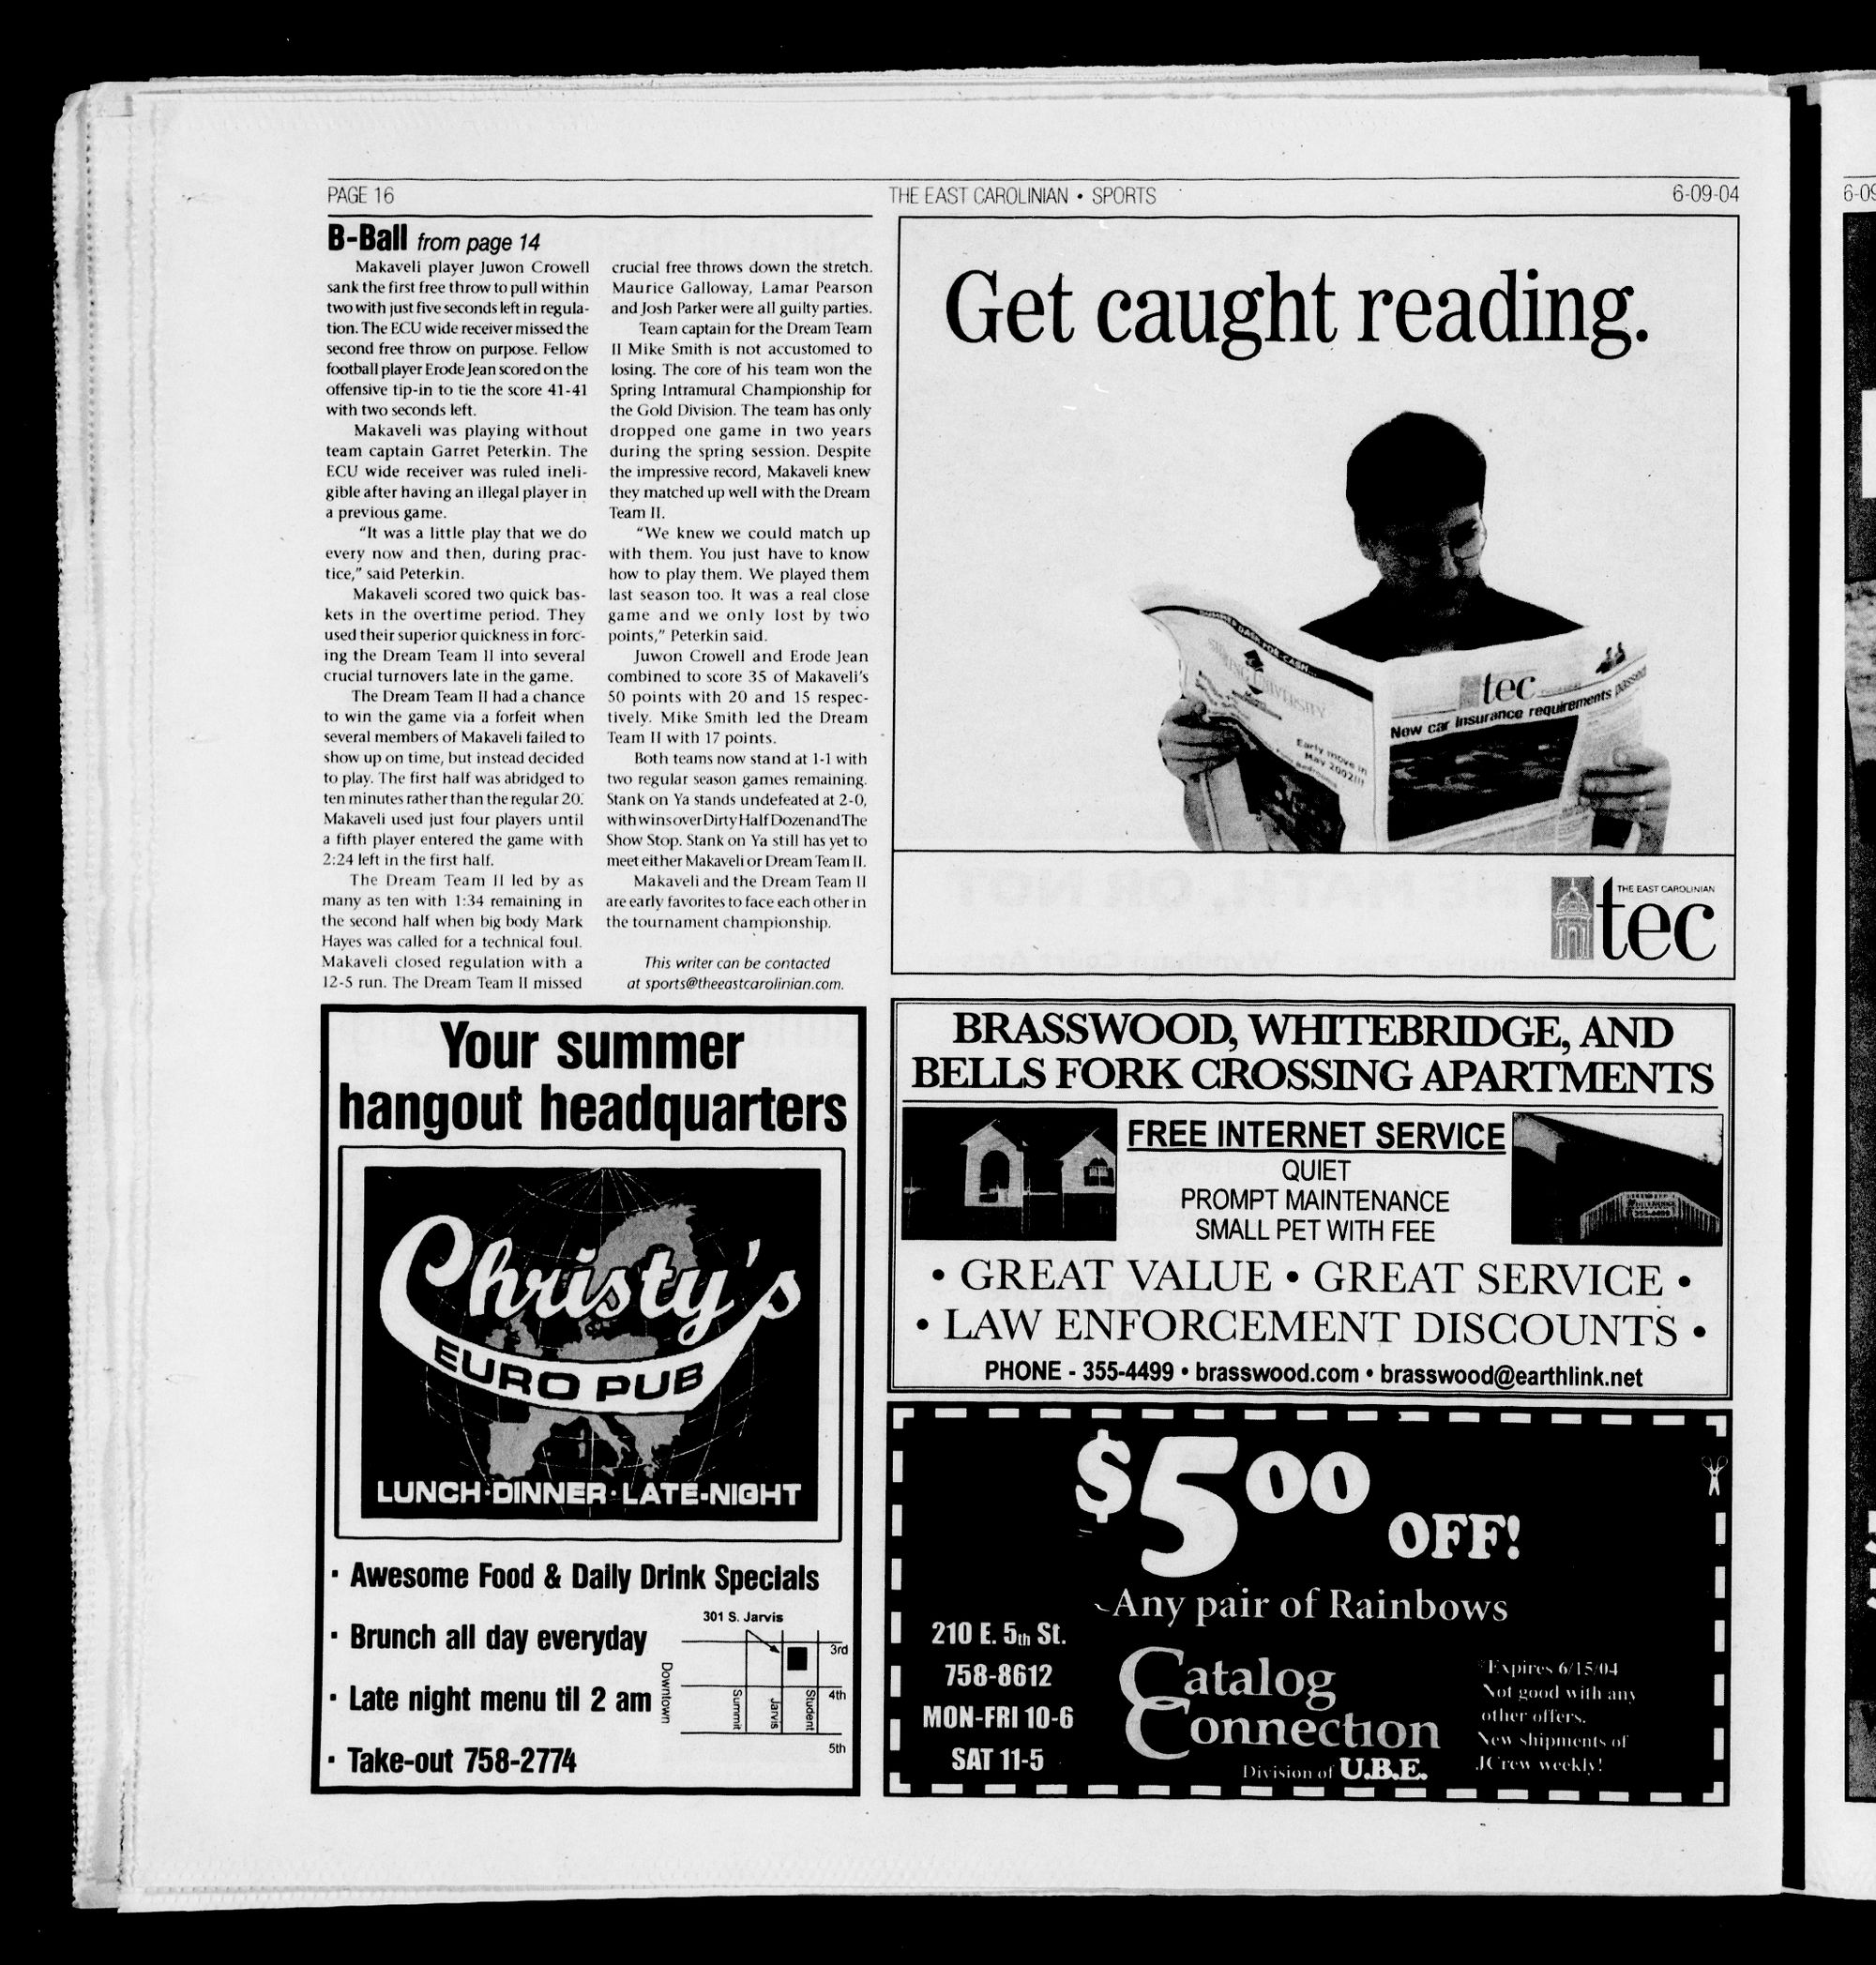 PAGE 16
THE EAST CAROLINIAN • SPORTS
6-09-04
B-Ball from page 14
Makaveli player Juwon Crowell
sank the first free throw to pull within
two with just five seconds left in regula-
tion. The ECU wide receiver missed the
second free throw on purpose. Fellow
football player Erode Jean scored on the
offensive tip-in to tie the score 41-41
with two seconds left.
Makaveli was playing without
team captain Garret Peterkin. The
ECU wide receiver was ruled ineli-
gible after having an illegal player in
a previous game.
"It was a little play that we do
every now and then, during prac-
tice," said Peterkin.
Makaveli scored two quick bas-
kets in the overtime period. They
used their superior quickness in forc-
ing the Dream Team II into several
crucial turnovers late in the game.
The Dream Team II had a chance
to win the game via a forfeit when
several members of Makaveli failed to
show up on time, but instead decided
to play. The first half was abridged to
ten minutes rather than the regular 20.
Makaveli used just four players until
a fifth player entered the game with
2:24 left in the first half.
The Dream Team II led by as
many as ten with 1:34 remaining in
the second half when big body Mark
Hayes was called for a technical foul.
Makaveli closed regulation with a
12-5 run. The Dream Team II missed
crucial free throws down the stretch.
Maurice Galloway, Lamar Pearson
and Josh Parker were all guilty parties.
Team captain for the Dream Team
II Mike Smith is not accustomed to
losing. The core of his team won the
Spring Intramural Championship for
the Gold Division. The team has only
dropped one game in two years
during the spring session. Despite
the impressive record, Makaveli knew
they matched up well with the Dream
Team II.
"We knew we could match up
with them. You just have to know
how to play them. We played them
last season too. It was a real close
game and we only lost by two
points," Peterkin said.
Juwon Crowell and Erode Jean
combined to score 35 of Makaveli's
50 points with 20 and 15 respec-
tively. Mike Smith led the Dream
Team II with 17 points.
Both teams now stand at 1-1 with
two regular season games remaining.
Stank on Ya stands undefeated at 2-0,
with wins over Dirty Half Dozen and The
Show Stop. Stank on Ya still has yet to
meet either Makaveli or Dream Team II.
Makaveli and the Dream Team II
are early favorites to face each other in
the tournament championship.
This writer can be contacted
at sports@theeastcarolinian.com.
Get caught reading.
tec
New car insurance requirements passed
Early move in
May 2002!!!
THE EAST CAROLINIAN
tec
Your summer
hangout headquarters
Christy's
EURO PUB
LUNCH·DINNER·LATE-NIGHT
· Awesome Food & Daily Drink Specials
· Brunch all day everyday
· Late night menu til 2 am
· Take-out 758-2774
301 S. Jarvis
3rd
4th
5th
Downtown
Summit
Jarvis
Student
BRASSWOOD, WHITEBRIDGE, AND
BELLS FORK CROSSING APARTMENTS
FREE INTERNET SERVICE
QUIET
PROMPT MAINTENANCE
SMALL PET WITH FEE
• GREAT VALUE • GREAT SERVICE •
• LAW ENFORCEMENT DISCOUNTS •
PHONE - 355-4499 • brasswood.com • brasswood@earthlink.net
$5.00 OFF!
Any pair of Rainbows
210 E. 5th St.
758-8612
MON-FRI 10-6
SAT 11-5
Catalog
Connection
Division of U.B.E.
*Expires 6/15/04
Not good with any
other offers.
New shipments of
JCrew weekly!
6-09